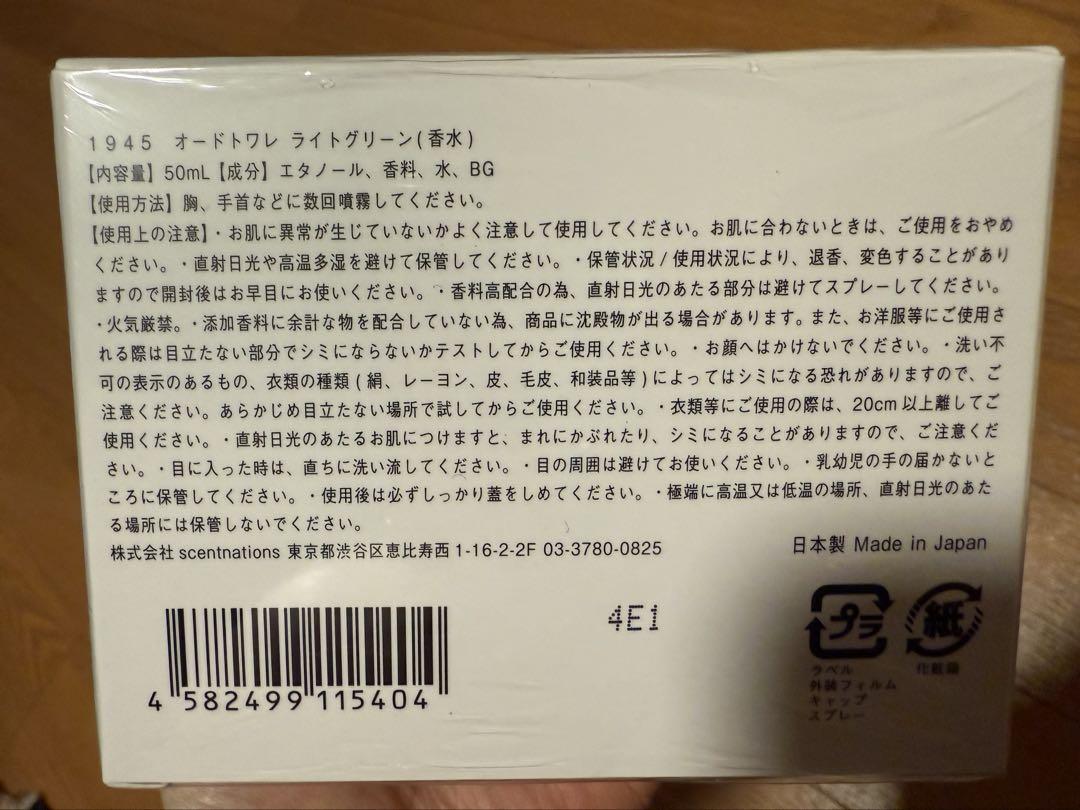 1945 オードトワレ ライトグリーン(香水)
【内容量】50mL【成分】エタノール、香料、水、BG
【使用方法】胸、手首などに数回噴霧してください。
【使用上の注意】・お肌に異常が生じていないかよく注意して使用してください。お肌に合わないときは、ご使用をおやめ
ください。・直射日光や高温多湿を避けて保管してください。・保管状況/使用状況により、退香、変色することがあり
ますので開封後はお早目にお使いください。・香料高配合の為、直射日光のあたる部分は避けてスプレーしてください。
・火気厳禁。・添加香料に余計な物を配合していない為、商品に沈殿物が出る場合があります。また、お洋服等にご使用さ
れる際は目立たない部分でシミにならないかテストしてからご使用ください。・お顔へはかけないでください。・洗い不
可の表示のあるもの、衣類の種類(絹、レーヨン、皮、毛皮、和装品等)によってはシミになる恐れがありますので、ご
注意ください。あらかじめ目立たない場所で試してからご使用ください。・衣類等にご使用の際は、20cm以上離してご
使用ください。・直射日光のあたるお肌につけますと、まれにかぶれたり、シミになることがありますので、ご注意くだ
さい。・目に入った時は、直ちに洗い流してください。・目の周囲は避けてお使いください。・乳幼児の手の届かないと
ころに保管してください。・使用後は必ずしっかり蓋をしめてください。・極端に高温又は低温の場所、直射日光のあた
る場所には保管しないでください。
株式会社 scentnations 東京都渋谷区恵比寿西1-16-2-2F 03-3780-0825
日本製 Made in Japan
4E1
プラ
紙
ラベル
外装フィルム
キャップ
スプレー
化粧箱
4 582499 115404